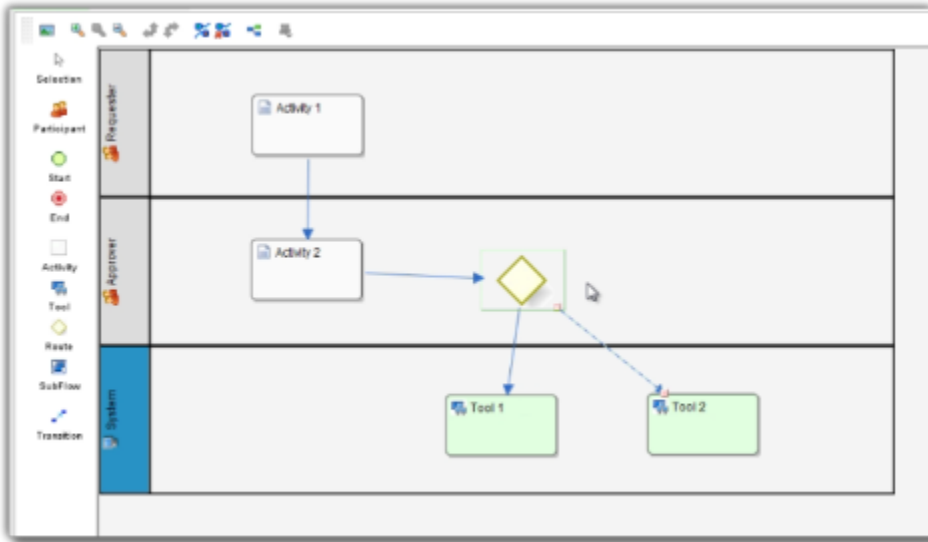 Selection
Participant
Start
End
Activity
Tool
Route
SubFlow
Transition
Requester
Activity 1
Approver
Activity 2
System
Tool 1
Tool 2